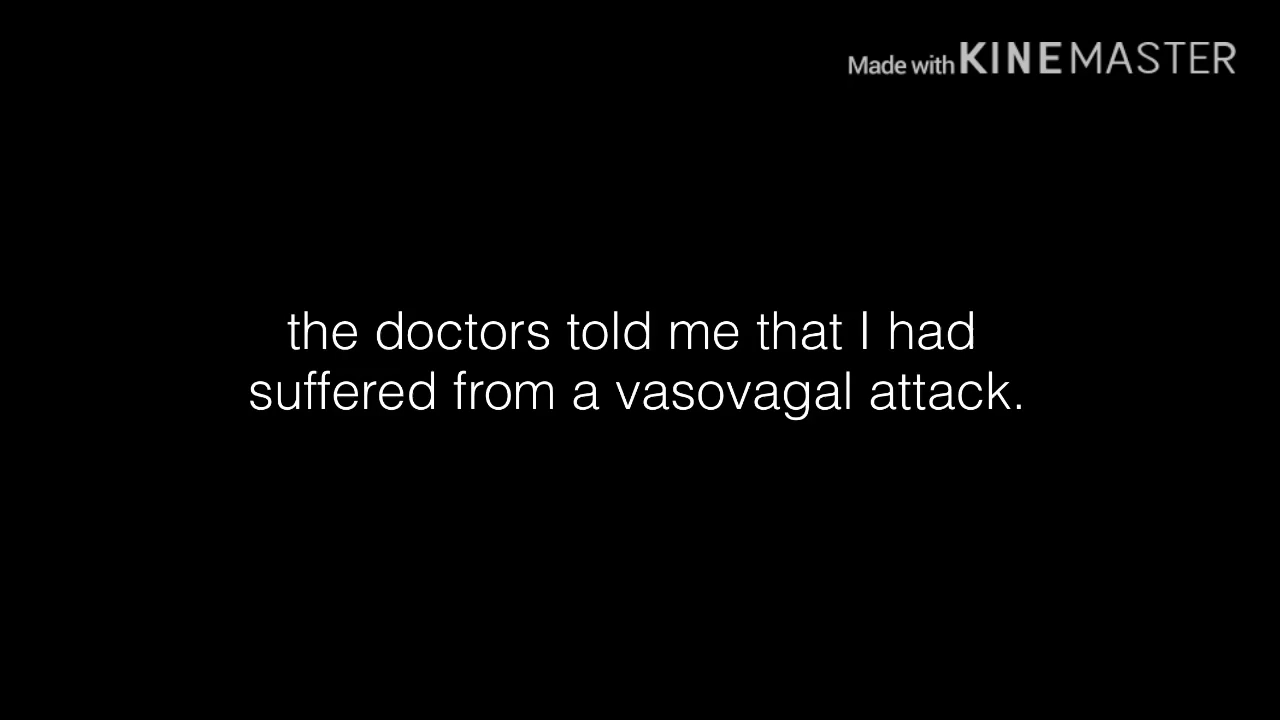 Made with KINEMASTER
the doctors told me that I had
suffered from a vasovagal attack.